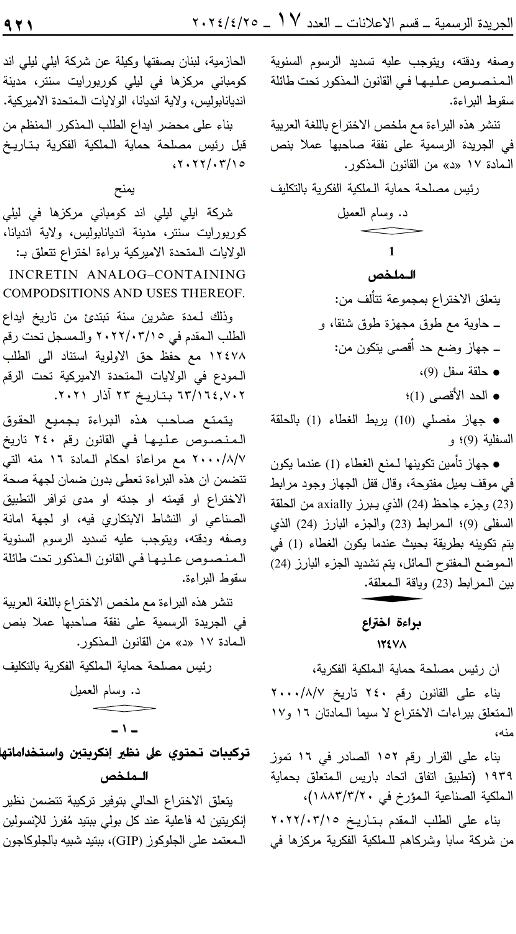 الجريدة الرسمية ــ قسم الاعلانات ــ العدد ١٧ ــ ٢٠٢٤/٤/٢٥
٩٢١
وصفه ودقته، ويتوجب عليه تسديد الرسوم السنوية
المنصوص عليها في القانون المذكور تحت طائلة
سقوط البراءة.
تنشر هذه البراءة مع ملخص الاختراع باللغة العربية
في الجريدة الرسمية على نفقة صاحبها عملا بنص
المادة ١٧ «د» من القانون المذكور.
رئيس مصلحة حماية الملكية الفكرية بالتكليف
د. وسام العميل
1
الملخص
يتعلق الاختراع بمجموعة تتألف من:
ــ حاوية مع طوق مجهزة طوق شنقا، و
ــ جهاز وضع حد أقصى يتكون من:
● حلقة سفل (9)،
● الحد الأقصى (1)؛
● جهاز مفصلي (10) يربط الغطاء (1) بالحلقة
السفلية (9)؛ و
● جهاز تأمين تكوينها لمنع الغطاء (1) عندما يكون
في موقف يميل مفتوحة، وقال ققل الجهاز وجود مرابط
(23) وجزء جاحظ (24) الذي يبرز axially من الحلقة
السفلى (9)؛ المرابط (23) والجزء البارز (24) الذي
يتم تكوينه بطريقة بحيث عندما يكون الغطاء (1) في
الموضع المفتوح المائل، يتم تشديد الجزء البارز (24)
بين المرابط (23) وياقة المعلقة.
براءة اختراع
١٢٤٧٨
ان رئيس مصلحة حماية الملكية الفكرية،
بناء على القانون رقم ٢٤٠ تاريخ ٢٠٠٠/٨/٧
المتعلق ببراءات الاختراع لا سيما المادتان ١٦ و١٧
منه،
بناء على القرار رقم ١٥٢ الصادر في ١٦ تموز
١٩٣٩ (تطبيق اتفاق اتحاد باريس المتعلق بحماية
الملكية الصناعية المؤرخ في ١٨٨٣/٣/٢٠)،
بناء على الطلب المقدم بتاريخ ٢٠٢٢/٠٣/١٥
من شركة سابا وشركاهم للملكية الفكرية مركزها في
الحازمية، لبنان بصفتها وكيلة عن شركة ايلي ليلي اند
كومباني مركزها في ليلي كوربورايت سنتر، مدينة
انديانابوليس، ولاية انديانا، الولايات المتحدة الاميركية.
بناء على محضر ايداع الطلب المذكور المنظم من
قبل رئيس مصلحة حماية الملكية الفكرية بتاريخ
٢٠٢٢/٠٣/١٥،
يمنح
شركة ايلي ليلي اند كومباني مركزها في ليلي
كوربورايت سنتر، مدينة انديانابوليس، ولاية انديانا،
الولايات المتحدة الاميركية براءة اختراع تتعلق بـ:
INCRETIN ANALOG–CONTAINING
COMPODSITIONS AND USES THEREOF.
وذلك لمدة عشرين سنة تبتدئ من تاريخ ايداع
الطلب المقدم في ٢٠٢٢/٠٣/١٥ والمسجل تحت رقم
١٢٤٧٨ مع حفظ حق الاولوية استناد الى الطلب
المودع في الولايات المتحدة الاميركية تحت الرقم
٦٣/١٦٤,٧٠٢ بتاريخ ٢٣ آذار ٢٠٢١.
يتمتع صاحب هذه البراءة بجميع الحقوق
المنصوص عليها في القانون رقم ٢٤٠ تاريخ
٢٠٠٠/٨/٧ مع مراعاة احكام المادة ١٦ منه التي
تتضمن ان هذه البراءة تعطى بدون ضمان لجهة صحة
الاختراع او قيمته او جدته او مدى توافر التطبيق
الصناعي او النشاط الابتكاري فيه، او لجهة امانة
وصفه ودقته، ويتوجب عليه تسديد الرسوم السنوية
المنصوص عليها في القانون المذكور تحت طائلة
سقوط البراءة.
تنشر هذه البراءة مع ملخص الاختراع باللغة العربية
في الجريدة الرسمية على نفقة صاحبها عملا بنص
المادة ١٧ «د» من القانون المذكور.
رئيس مصلحة حماية الملكية الفكرية بالتكليف
د. وسام العميل
ــ ١ ــ
تركيبات تحتوي على نظير إنكريتين واستخداماتها
الملخص
يتعلق الاختراع الحالي بتوفير تركيبة تتضمن نظير
إنكريتين له فاعلية عند كل بولي ببتيد مُفرز للإنسولين
المعتمد على الجلوكوز (GIP)، ببتيد شبيه بالجلوكاجون